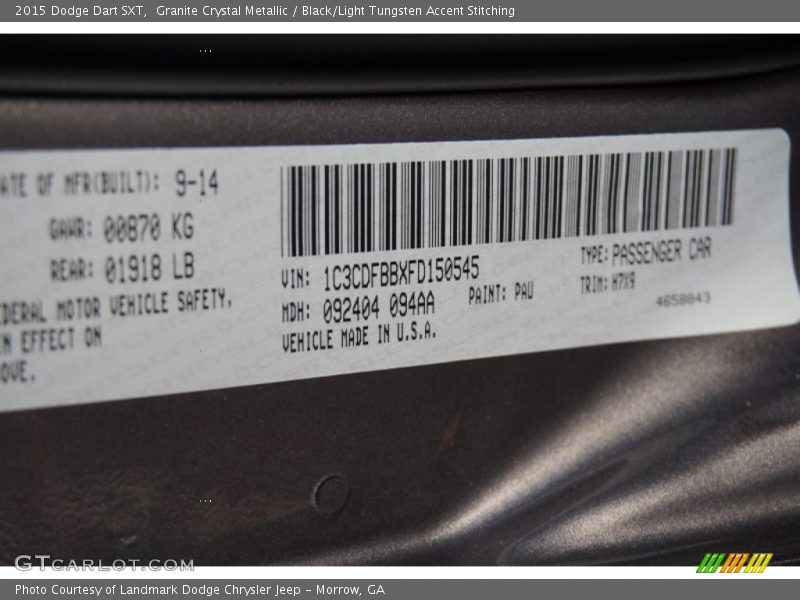 2015 Dodge Dart SXT,  Granite Crystal Metallic / Black/Light Tungsten Accent Stitching
ATE OF MFR(BUILT): 9-14
GAWR: 00870 KG
REAR: 01918 LB
EDERAL MOTOR VEHICLE SAFETY,
IN EFFECT ON
OVE.
VIN: 1C3CDFBBXFD150545
TYPE: PASSENGER CAR
MDH: 092404 094AA
PAINT: PAU
TRIM: H7X9
VEHICLE MADE IN U.S.A.
4658843
GTCARLOT.COM
Photo Courtesy of Landmark Dodge Chrysler Jeep – Morrow, GA